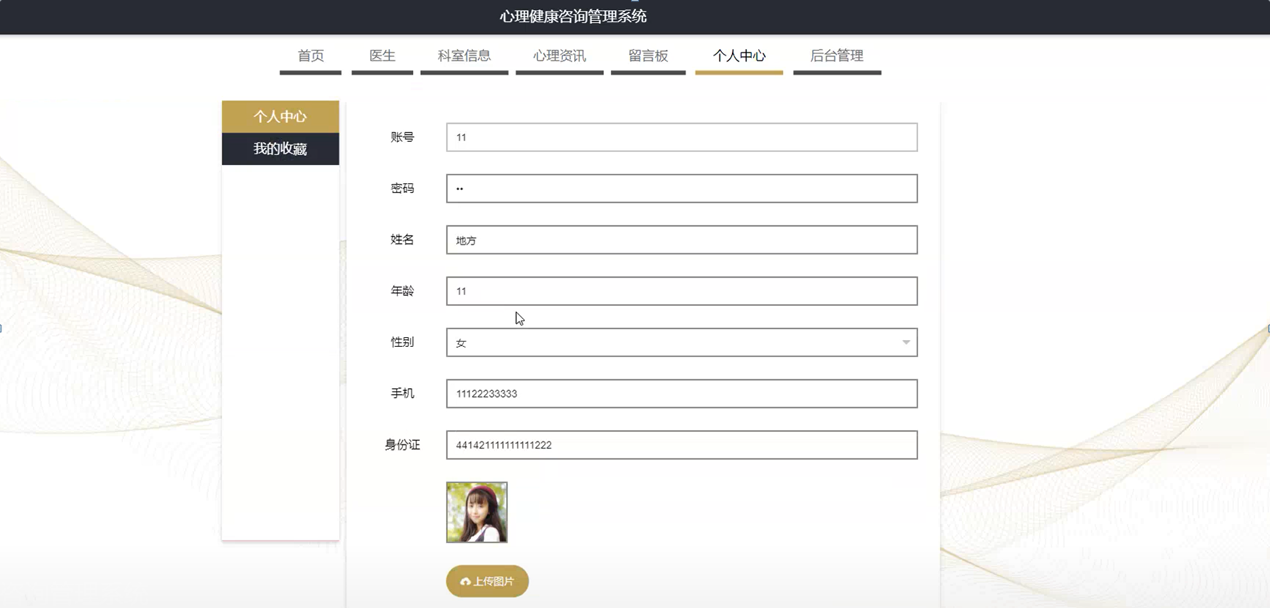 心理健康咨询管理系统
首页 医生 科室信息 心理资讯 留言板 个人中心 后台管理
个人中心
我的收藏
账号 11
密码 ••
姓名 地方
年龄 11
性别 女
手机 11122233333
身份证 441421111111111222
上传图片